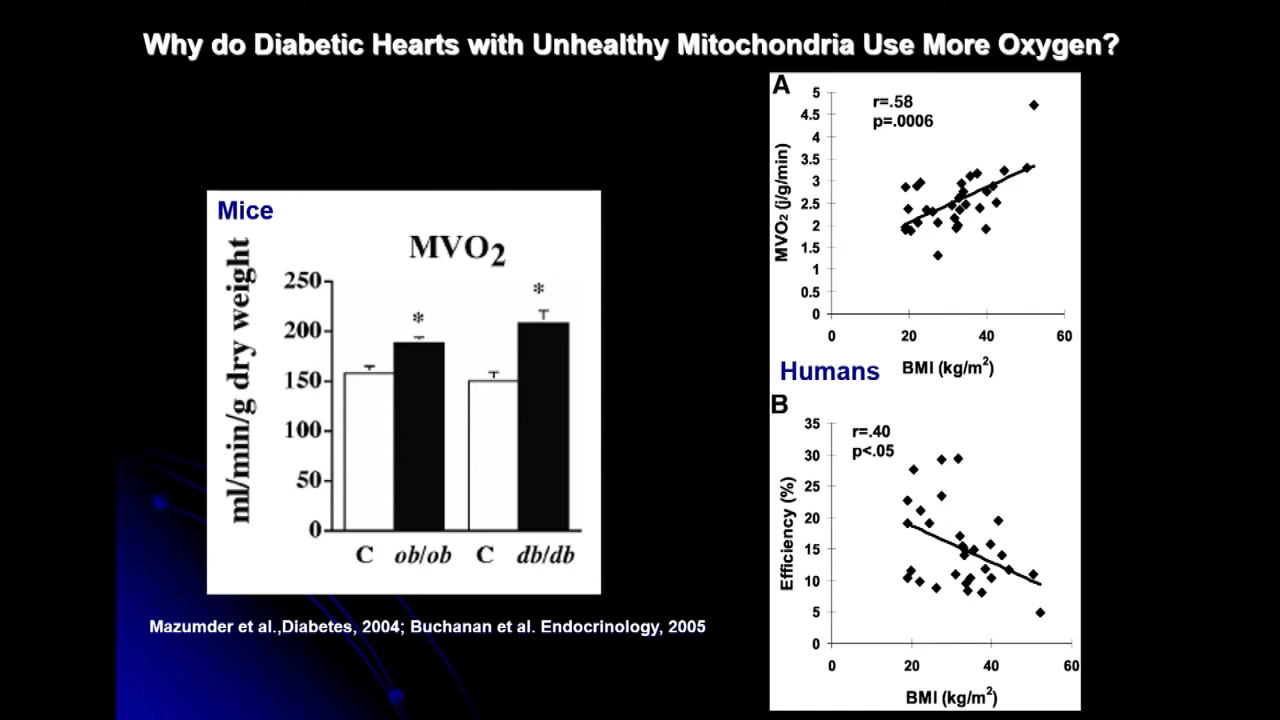 Why do Diabetic Hearts with Unhealthy Mitochondria Use More Oxygen?
Mice
MVO2
ml/min/g dry weight
250
200
150
100
50
0
*
*
C
ob/ob
C
db/db
Mazumder et al.,Diabetes, 2004; Buchanan et al. Endocrinology, 2005
A
r=.58
p=.0006
MVO2 (j/g/min)
5
4.5
4
3.5
3
2.5
2
1.5
1
0.5
0
0 20 40 60
BMI (kg/m2)
Humans
B
r=.40
p<.05
Efficiency (%)
35
30
25
20
15
10
5
0
0 20 40 60
BMI (kg/m2)